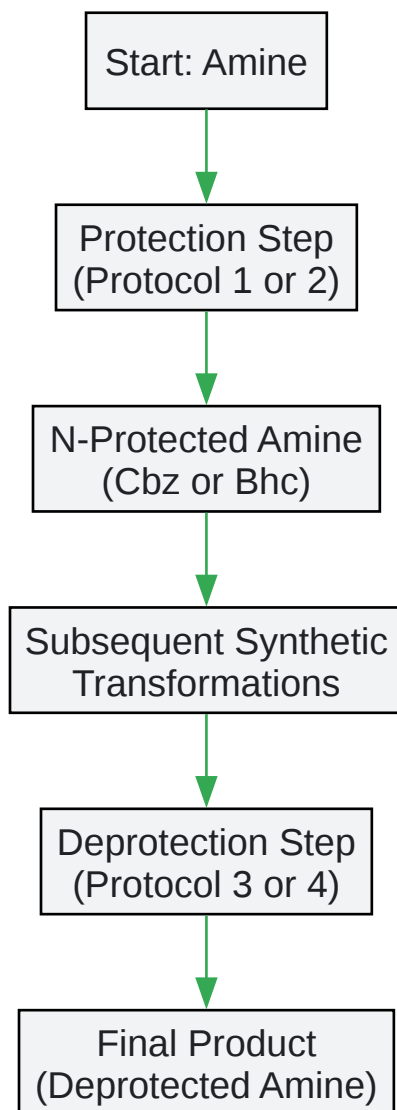 Start: Amine
Protection Step
(Protocol 1 or 2)
N-Protected Amine
(Cbz or Bhc)
Subsequent Synthetic
Transformations
Deprotection Step
(Protocol 3 or 4)
Final Product
(Deprotected Amine)